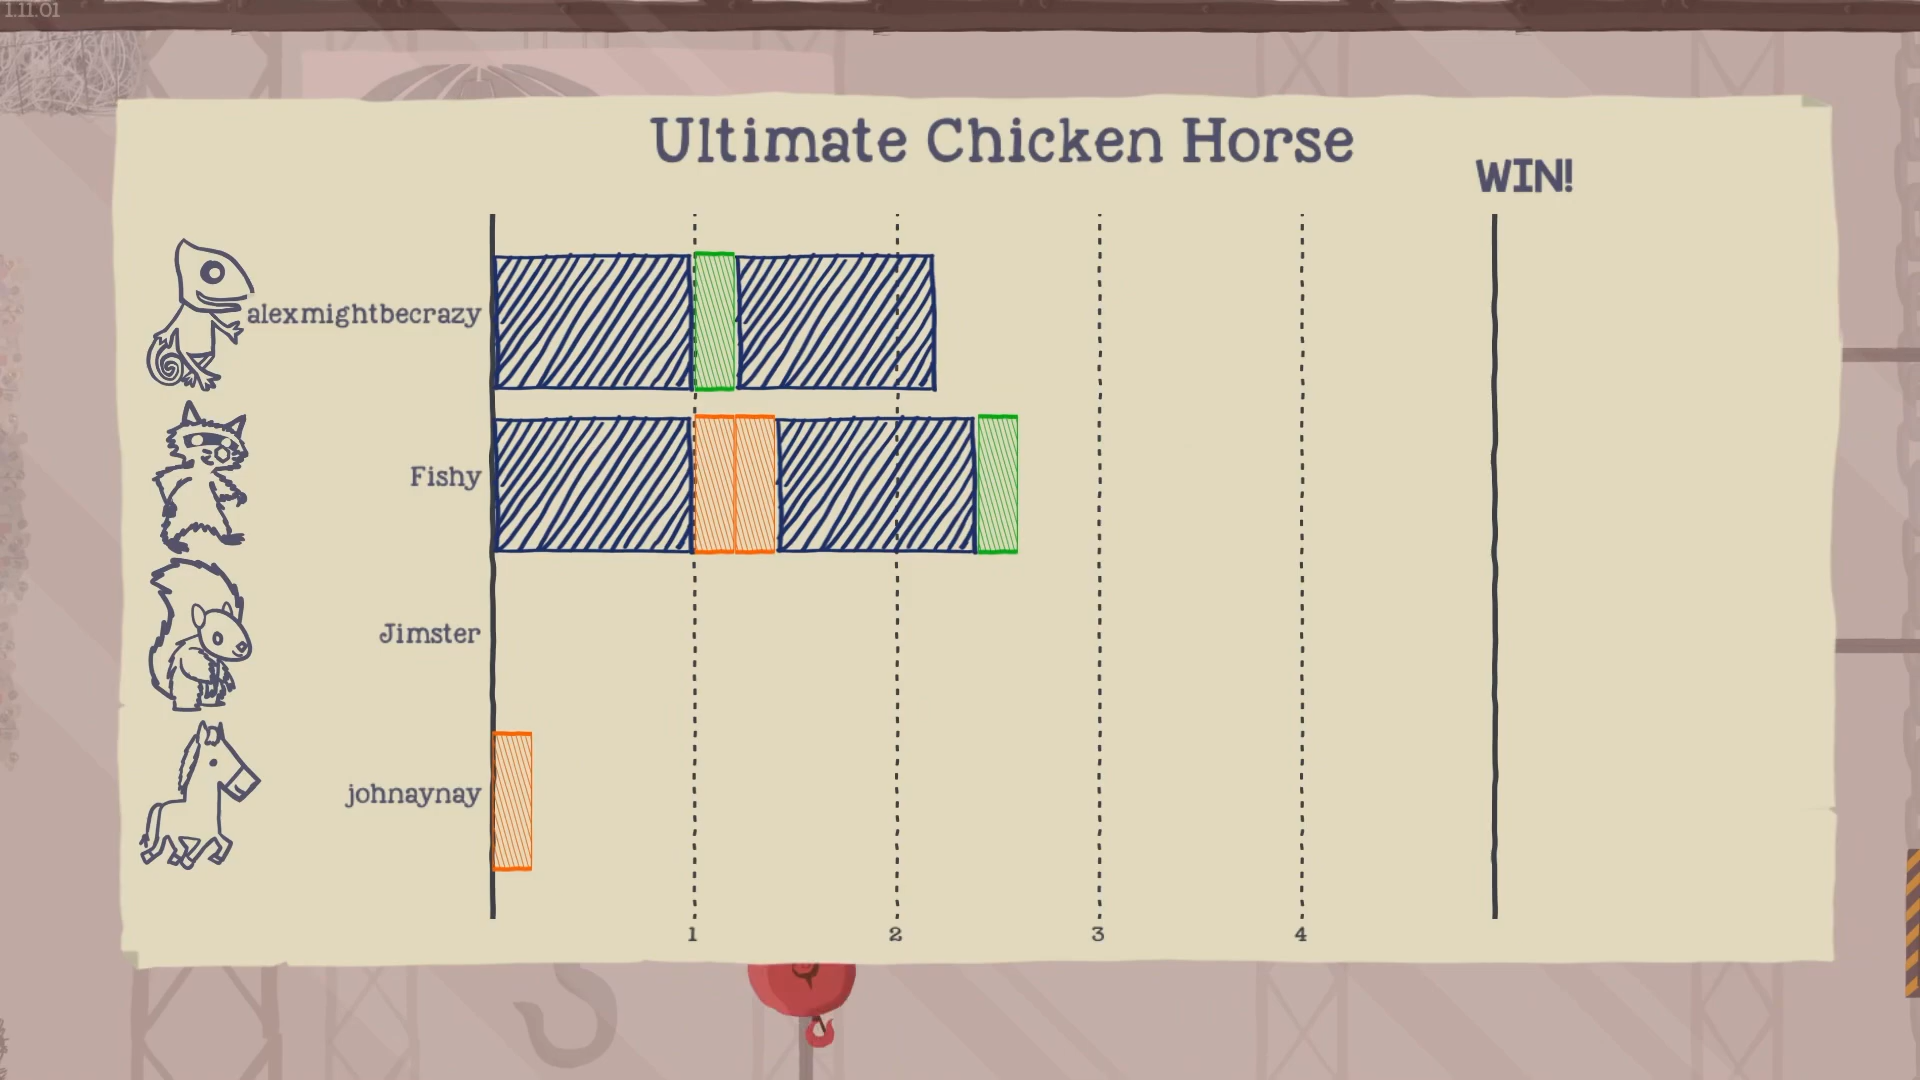 1.11.01
Ultimate Chicken Horse
WIN!
alexmightbecrazy
Fishy
Jimster
johnaynay
1 2 3 4